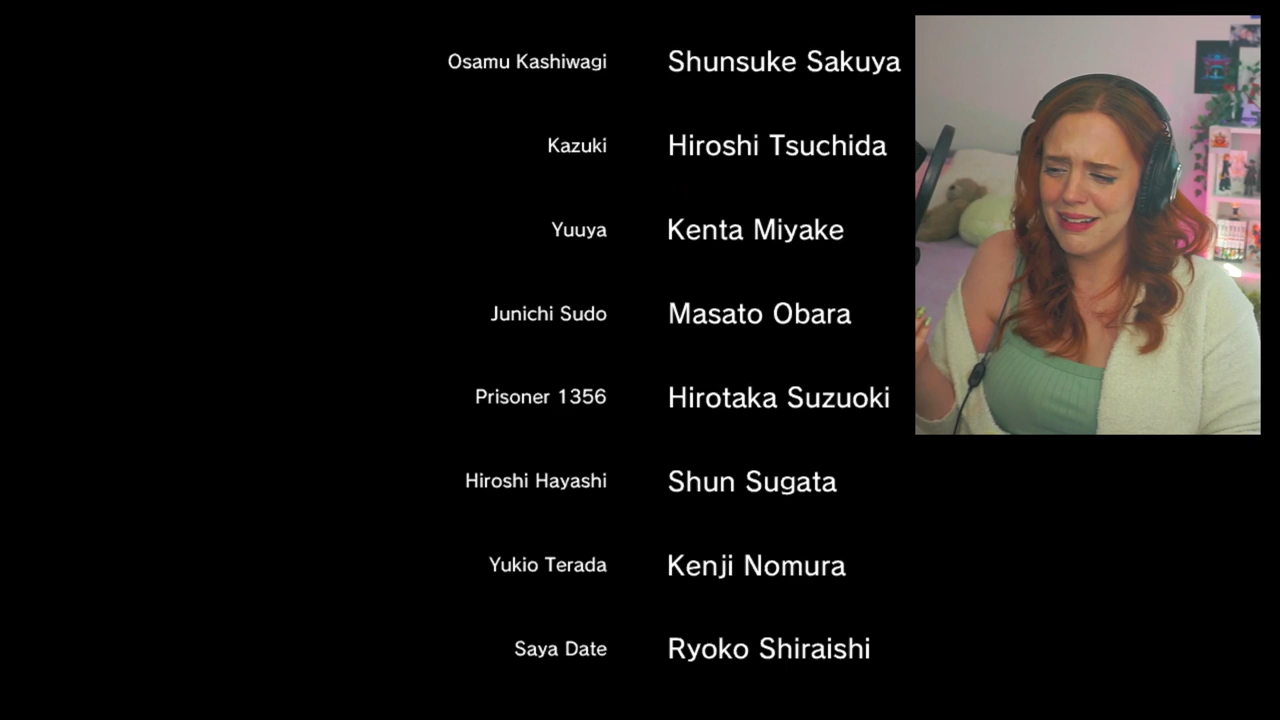 Osamu Kashiwagi Shunsuke Sakuya
Kazuki Hiroshi Tsuchida
Yuuya Kenta Miyake
Junichi Sudo Masato Obara
Prisoner 1356 Hirotaka Suzuoki
Hiroshi Hayashi Shun Sugata
Yukio Terada Kenji Nomura
Saya Date Ryoko Shiraishi